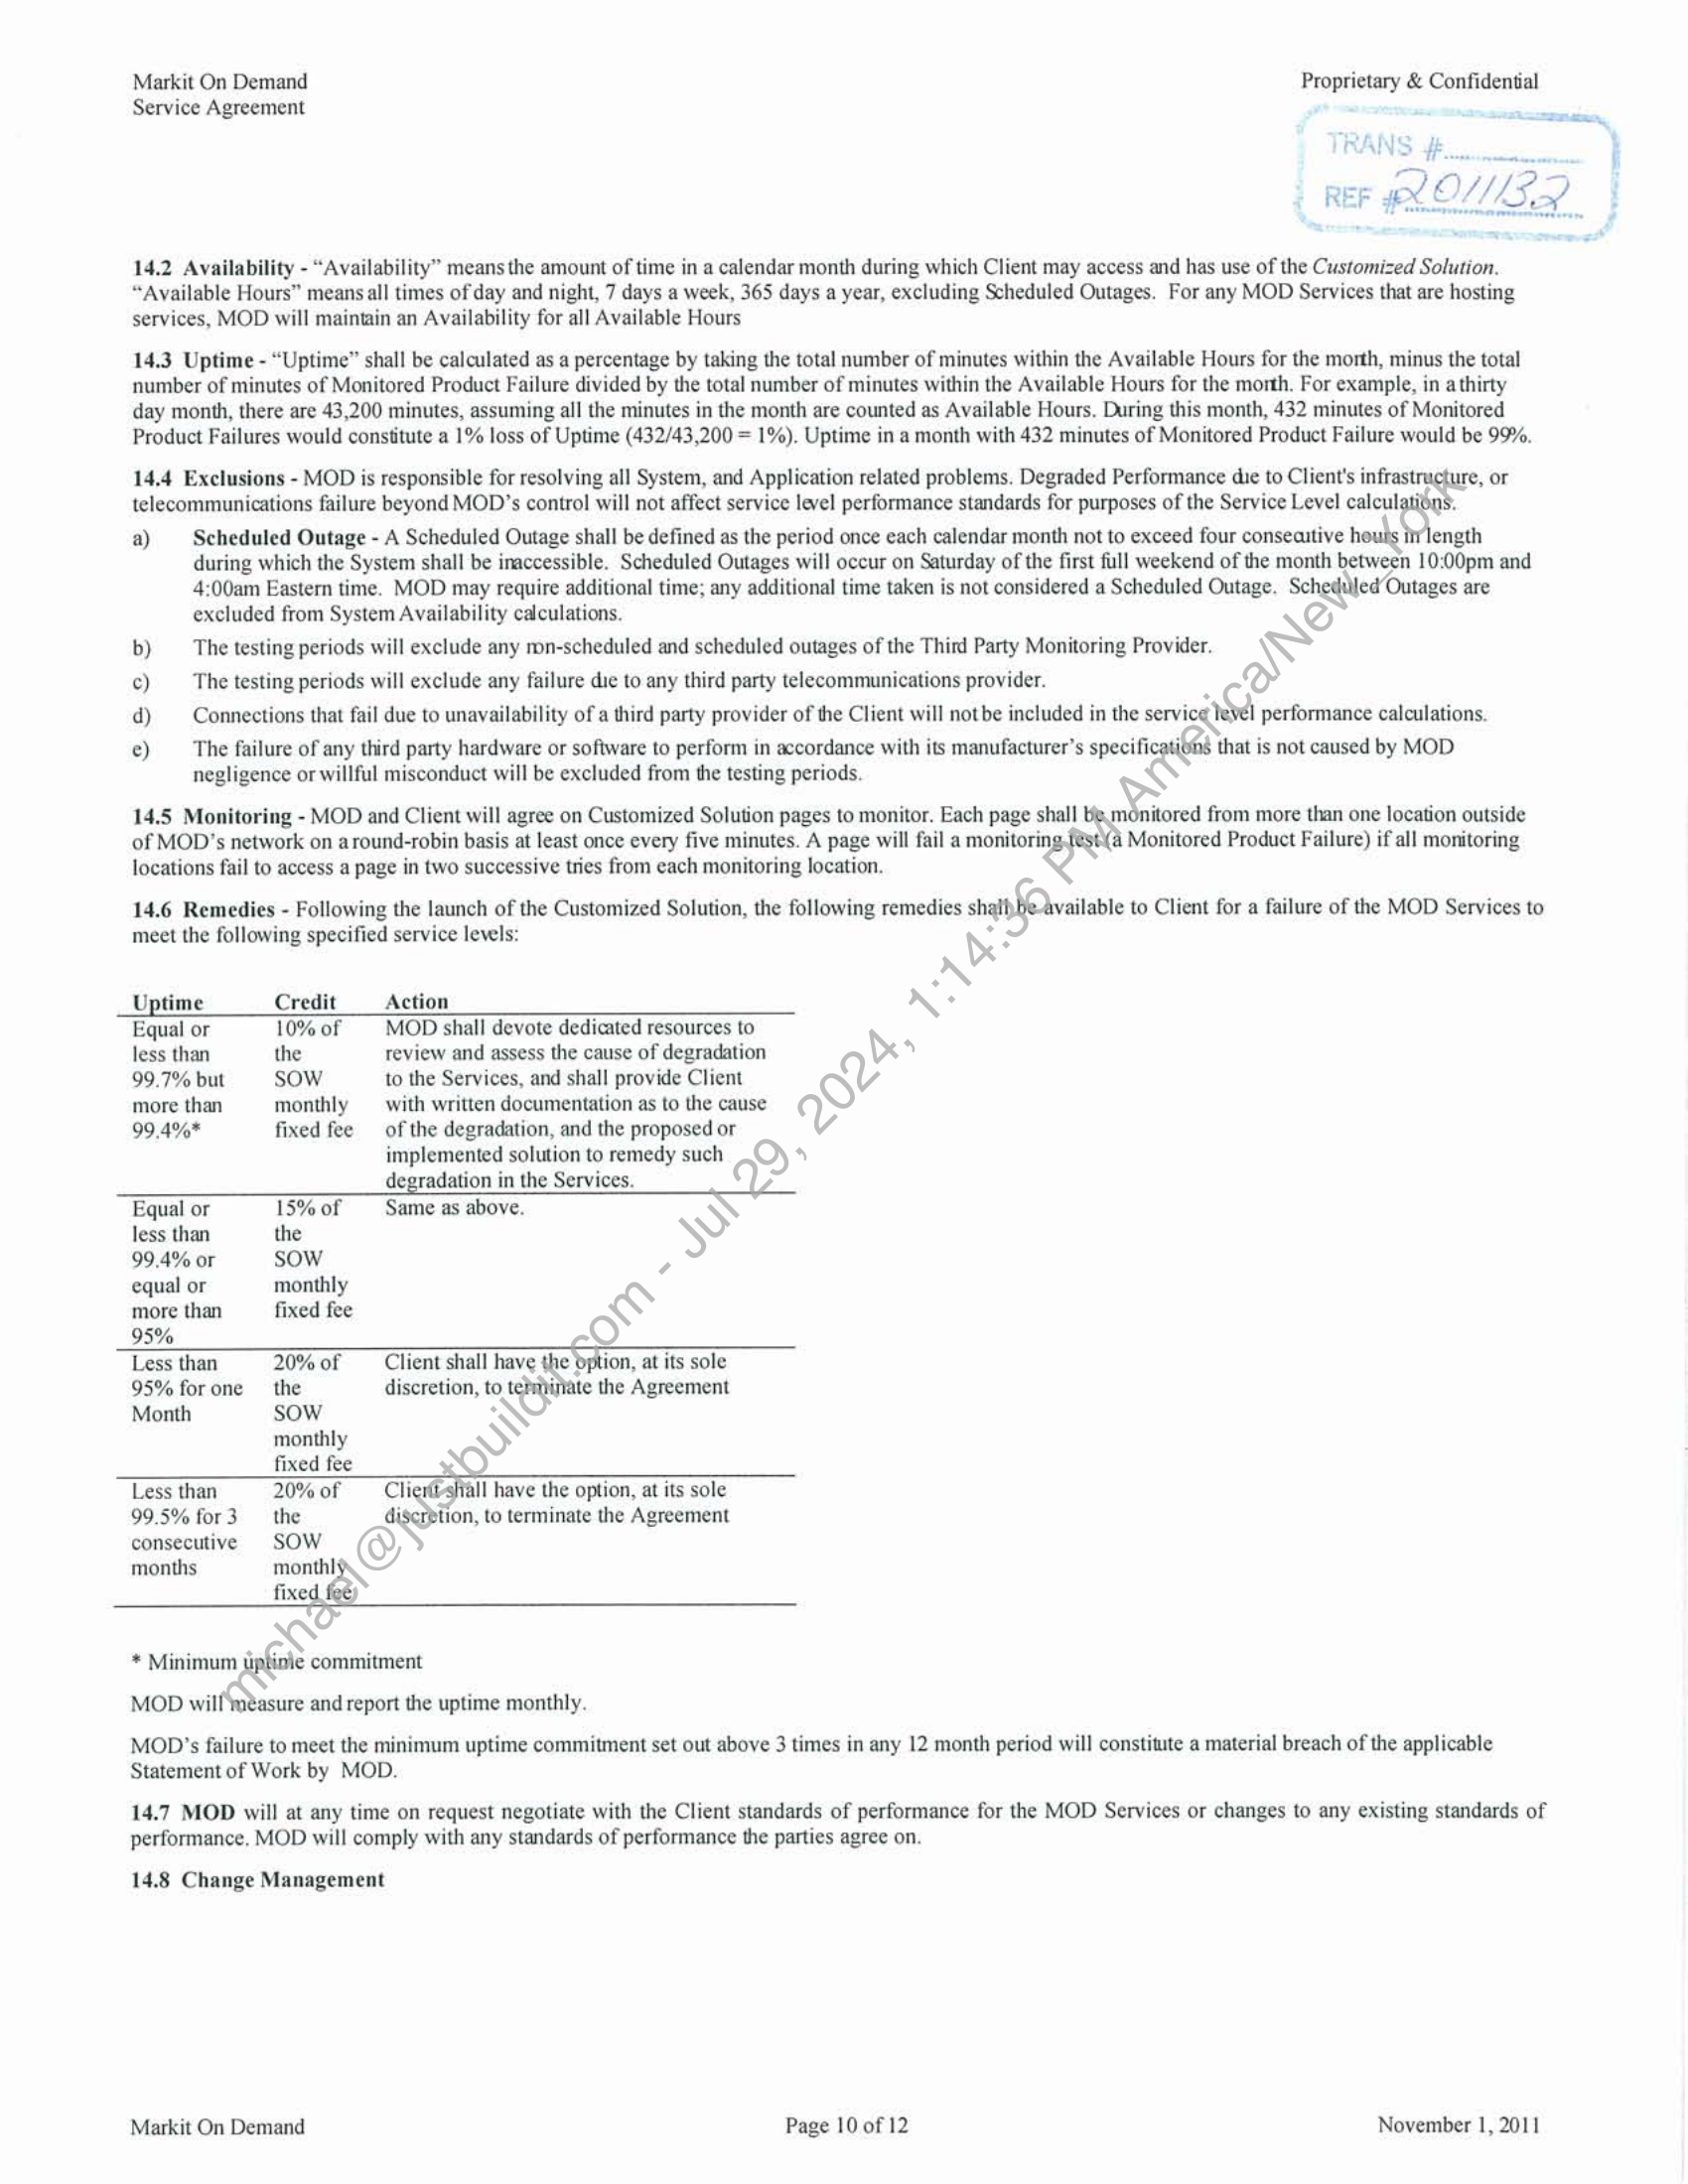 Markit On Demand
Service Agreement
Proprietary & Confidential
TRANS #
REF # 2011132
14.2 Availability - “Availability” means the amount of time in a calendar month during which Client may access and has use of the Customized Solution.
“Available Hours” means all times of day and night, 7 days a week, 365 days a year, excluding Scheduled Outages. For any MOD Services that are hosting
services, MOD will maintain an Availability for all Available Hours
14.3 Uptime - “Uptime” shall be calculated as a percentage by taking the total number of minutes within the Available Hours for the month, minus the total
number of minutes of Monitored Product Failure divided by the total number of minutes within the Available Hours for the month. For example, in a thirty
day month, there are 43,200 minutes, assuming all the minutes in the month are counted as Available Hours. During this month, 432 minutes of Monitored
Product Failures would constitute a 1% loss of Uptime (432/43,200 = 1%). Uptime in a month with 432 minutes of Monitored Product Failure would be 99%.
14.4 Exclusions - MOD is responsible for resolving all System, and Application related problems. Degraded Performance due to Client's infrastructure, or
telecommunications failure beyond MOD’s control will not affect service level performance standards for purposes of the Service Level calculations.
a) Scheduled Outage - A Scheduled Outage shall be defined as the period once each calendar month not to exceed four consecutive hours in length
during which the System shall be inaccessible. Scheduled Outages will occur on Saturday of the first full weekend of the month between 10:00pm and
4:00am Eastern time. MOD may require additional time; any additional time taken is not considered a Scheduled Outage. Scheduled Outages are
excluded from System Availability calculations.
b) The testing periods will exclude any non-scheduled and scheduled outages of the Third Party Monitoring Provider.
c) The testing periods will exclude any failure due to any third party telecommunications provider.
d) Connections that fail due to unavailability of a third party provider of the Client will not be included in the service level performance calculations.
e) The failure of any third party hardware or software to perform in accordance with its manufacturer’s specifications that is not caused by MOD
negligence or willful misconduct will be excluded from the testing periods.
14.5 Monitoring - MOD and Client will agree on Customized Solution pages to monitor. Each page shall be monitored from more than one location outside
of MOD’s network on a round-robin basis at least once every five minutes. A page will fail a monitoring test (a Monitored Product Failure) if all monitoring
locations fail to access a page in two successive tries from each monitoring location.
14.6 Remedies - Following the launch of the Customized Solution, the following remedies shall be available to Client for a failure of the MOD Services to
meet the following specified service levels:
Uptime Credit Action
Equal or 10% of MOD shall devote dedicated resources to
less than the review and assess the cause of degradation
99.7% but SOW to the Services, and shall provide Client
more than monthly with written documentation as to the cause
99.4%* fixed fee of the degradation, and the proposed or
implemented solution to remedy such
degradation in the Services.
Equal or 15% of Same as above.
less than the
99.4% or SOW
equal or monthly
more than fixed fee
95%
Less than 20% of Client shall have the option, at its sole
95% for one the discretion, to terminate the Agreement
Month SOW
monthly
fixed fee
Less than 20% of Client shall have the option, at its sole
99.5% for 3 the discretion, to terminate the Agreement
consecutive SOW
months monthly
fixed fee
* Minimum uptime commitment
MOD will measure and report the uptime monthly.
MOD’s failure to meet the minimum uptime commitment set out above 3 times in any 12 month period will constitute a material breach of the applicable
Statement of Work by MOD.
14.7 MOD will at any time on request negotiate with the Client standards of performance for the MOD Services or changes to any existing standards of
performance. MOD will comply with any standards of performance the parties agree on.
14.8 Change Management
Markit On Demand Page 10 of 12 November 1, 2011
michael@justbuildit.com - Jul 29, 2024, 1:14:36 PM America/New_York